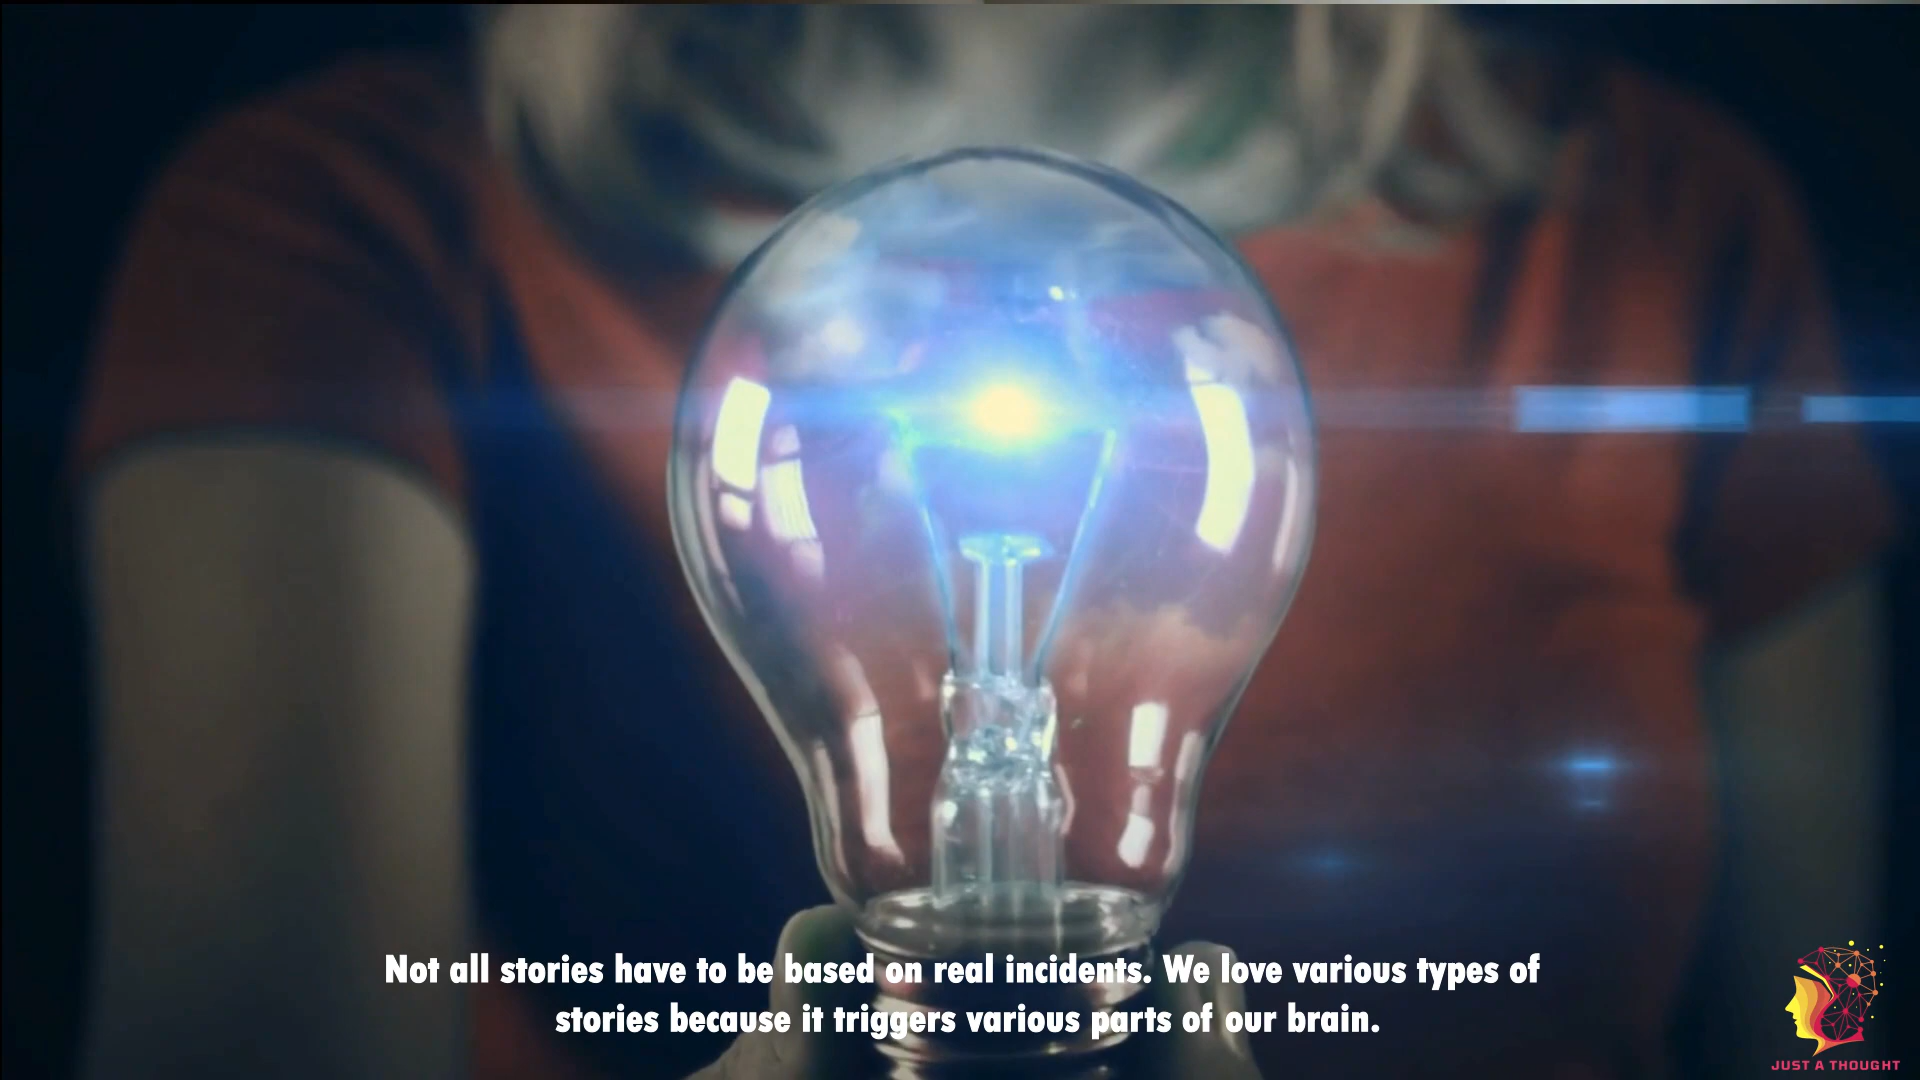 Not all stories have to be based on real incidents. We love various types of
stories because it triggers various parts of our brain.
JUST A THOUGHT